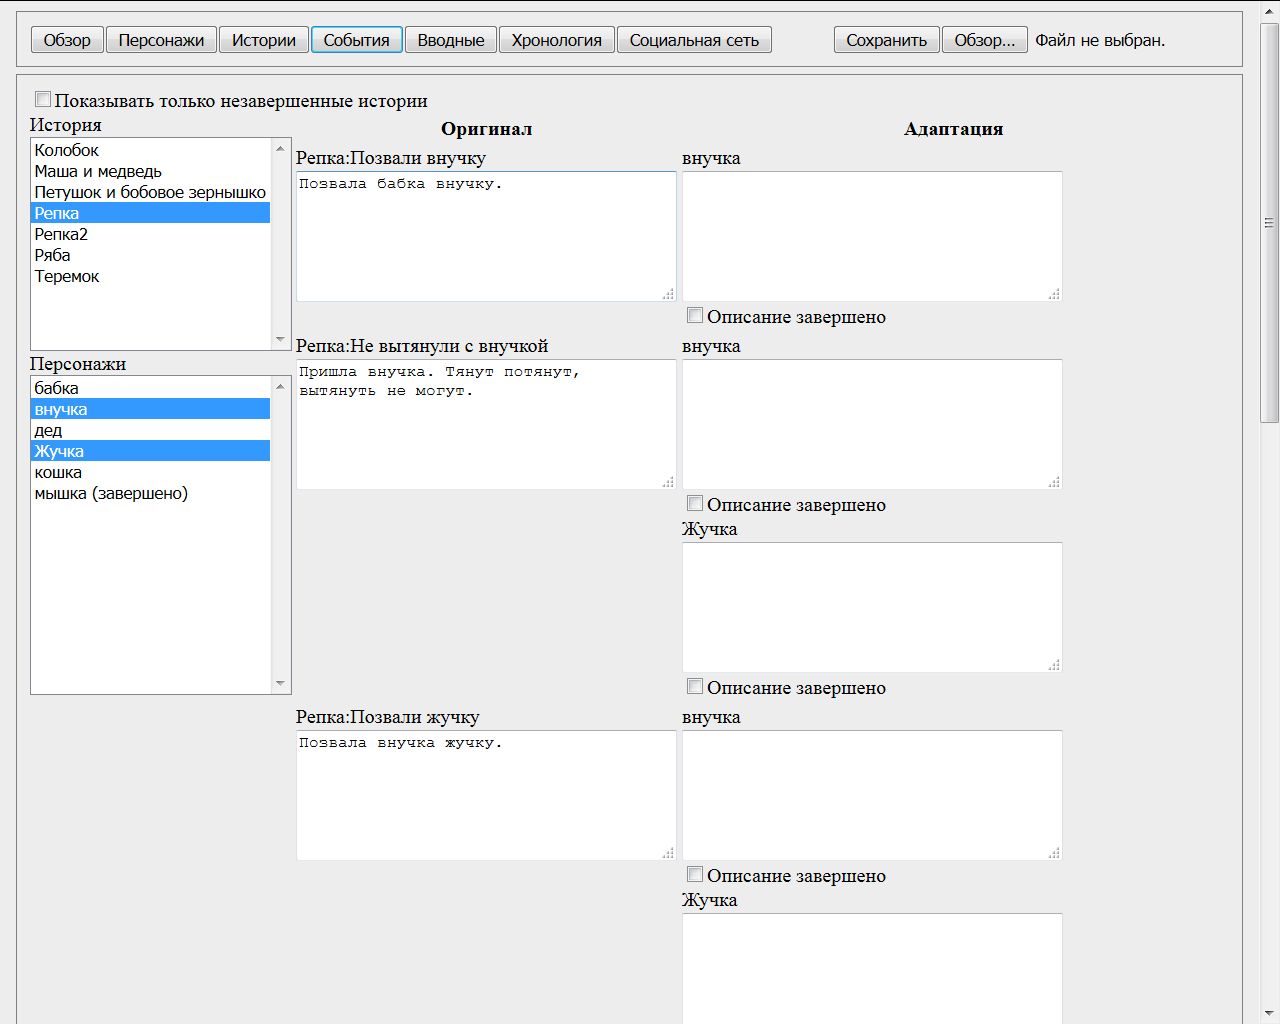 Обзор Персонажи Истории События Вводные Хронология Социальная сеть Сохранить Обзор... Файл не выбран.
Показывать только незавершенные истории
История
Колобок
Маша и медведь
Петушок и бобовое зернышко
Репка
Репка2
Ряба
Теремок
Персонажи
бабка
внучка
дед
Жучка
кошка
мышка (завершено)
Оригинал Адаптация
Репка:Позвали внучку внучка
Позвала бабка внучку.
Описание завершено
Репка:Не вытянули с внучкой внучка
Пришла внучка. Тянут потянут,
вытянуть не могут.
Описание завершено
Жучка
Описание завершено
Репка:Позвали жучку внучка
Позвала внучка жучку.
Описание завершено
Жучка